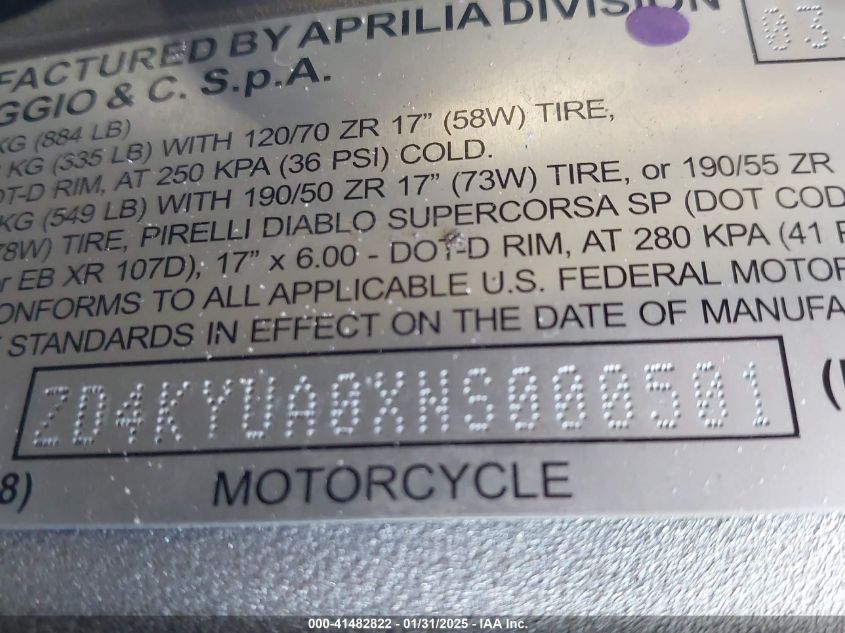 FACTURED BY APRILIA DIVISION 03
GGIO & C. S.p.A.
KG (884 LB)
KG (335 LB) WITH 120/70 ZR 17" (58W) TIRE,
OT-D RIM, AT 250 KPA (36 PSI) COLD.
KG (549 LB) WITH 190/50 ZR 17" (73W) TIRE, or 190/55 ZR
78W) TIRE, PIRELLI DIABLO SUPERCORSA SP (DOT COD
r EB XR 107D), 17" x 6.00 - DOT-D RIM, AT 280 KPA (41 P
ONFORMS TO ALL APPLICABLE U.S. FEDERAL MOTOR
STANDARDS IN EFFECT ON THE DATE OF MANUFA
ZD4KYUA0XNS000501
8) MOTORCYCLE
000-41482822 - 01/31/2025 - IAA Inc.